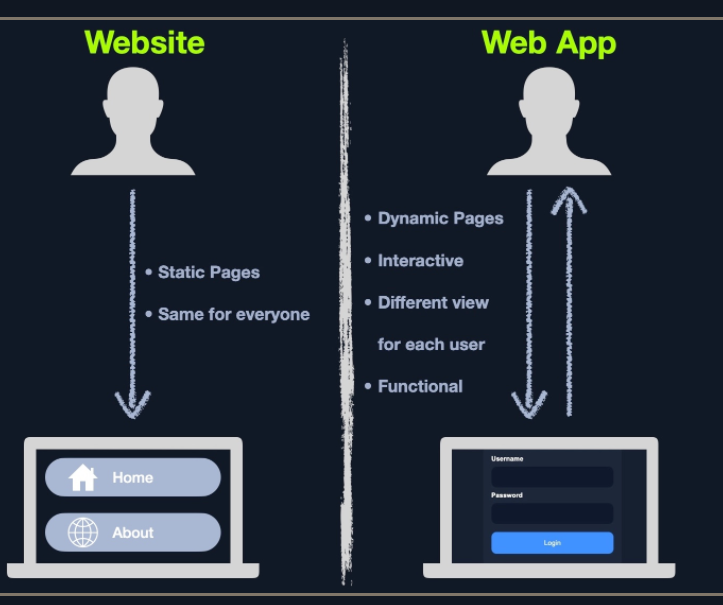 Website
• Static Pages
• Same for everyone
Home
About
Web App
• Dynamic Pages
• Interactive
• Different view
for each user
• Functional
Username
Password
Login